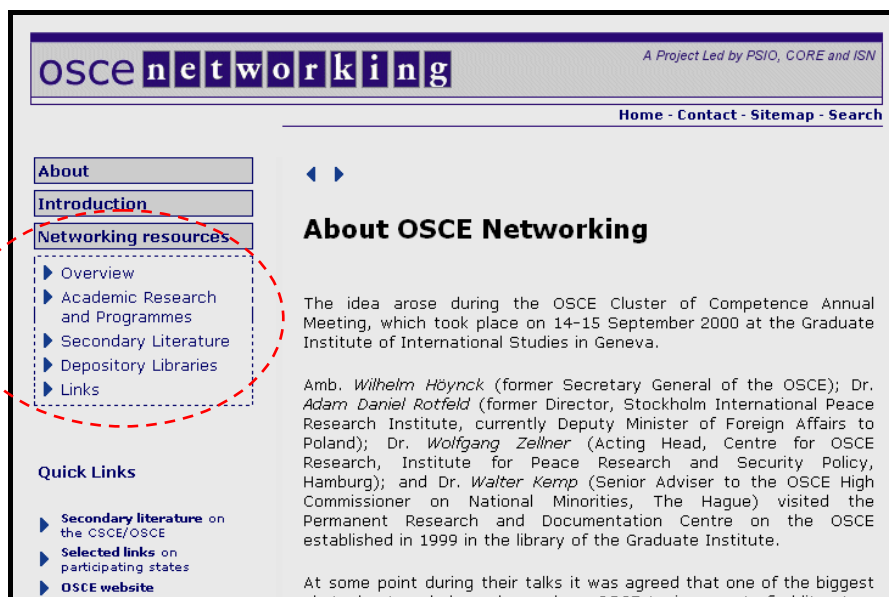 osce networking
A Project Led by PSIO, CORE and ISN
Home - Contact - Sitemap - Search
About
Introduction
Networking resources
Overview
Academic Research
and Programmes
Secondary Literature
Depository Libraries
Links
Quick Links
Secondary literature on
the CSCE/OSCE
Selected links on
participating states
OSCE website
About OSCE Networking
The idea arose during the OSCE Cluster of Competence Annual
Meeting, which took place on 14-15 September 2000 at the Graduate
Institute of International Studies in Geneva.
Amb. Wilhelm Höynck (former Secretary General of the OSCE); Dr.
Adam Daniel Rotfeld (former Director, Stockholm International Peace
Research Institute, currently Deputy Minister of Foreign Affairs to
Poland); Dr. Wolfgang Zellner (Acting Head, Centre for OSCE
Research, Institute for Peace Research and Security Policy,
Hamburg); and Dr. Walter Kemp (Senior Adviser to the OSCE High
Commissioner on National Minorities, The Hague) visited the
Permanent Research and Documentation Centre on the OSCE
established in 1999 in the library of the Graduate Institute.
At some point during their talks it was agreed that one of the biggest